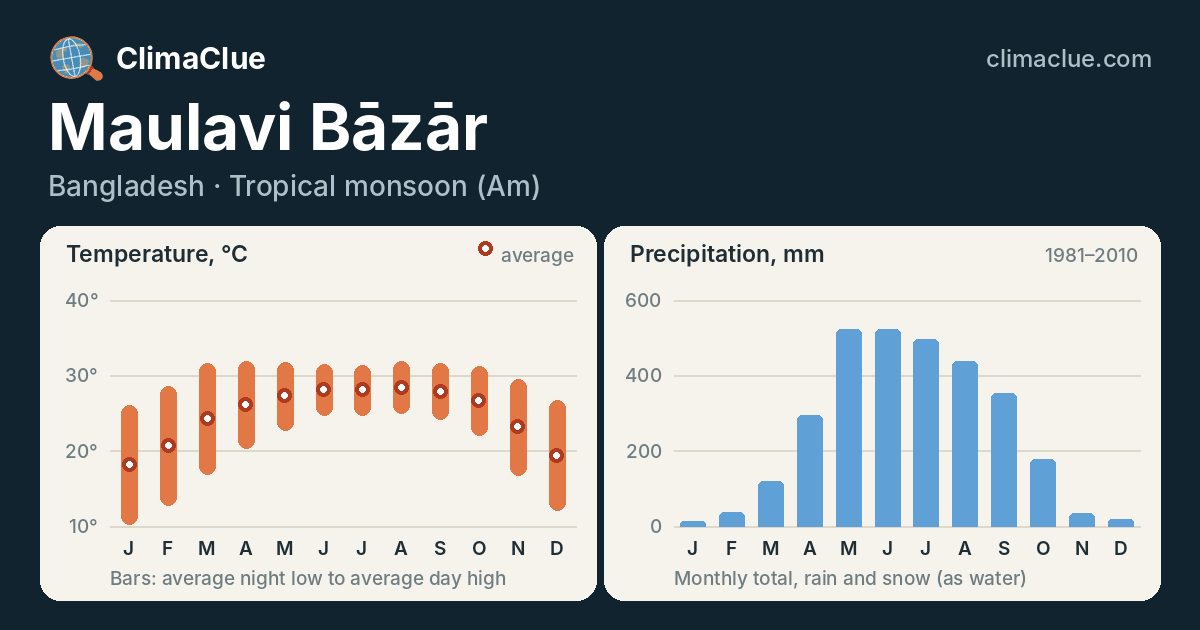 ClimaClue
climaclue.com
Maulavi Bāzār
Bangladesh · Tropical monsoon (Am)
Temperature, °C
average
40°
30°
20°
10°
J F M A M J J A S O N D
Bars: average night low to average day high
Precipitation, mm
1981–2010
600
400
200
0
J F M A M J J A S O N D
Monthly total, rain and snow (as water)